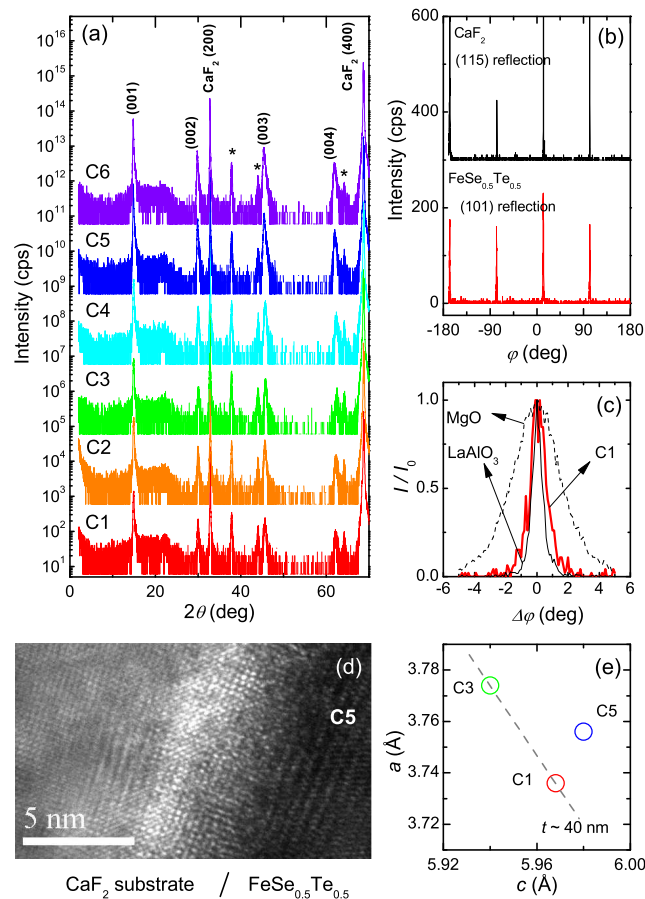 (a)
10^16
10^15
10^14
10^13
10^12
10^11
10^10
10^9
10^8
10^7
10^6
10^5
10^4
10^3
10^2
10^1
Intensity (cps)
(001)
(002)
CaF2 (200)
*
*
(003)
(004)
*
CaF2 (400)
C6
C5
C4
C3
C2
C1
0 20 40 60
2θ (deg)
(b)
600
400
200
0
Intensity (cps)
CaF2
(115) reflection
FeSe0.5Te0.5
(101) reflection
-180 -90 0 90 180
φ (deg)
(c)
1.0
0.5
0.0
I / I0
MgO
LaAlO3
C1
-6 -4 -2 0 2 4 6
Δφ (deg)
(d)
C5
5 nm
CaF2 substrate / FeSe0.5Te0.5
(e)
3.78
3.76
3.74
3.72
a (Å)
C3
C5
C1
t ~ 40 nm
5.92 5.96 6.00
c (Å)